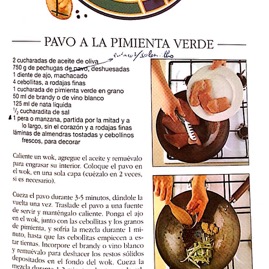 PAVO A LA PIMIENTA VERDE
2 cucharadas de aceite de oliva
750 g de pechugas de pavo, deshuesadas
1 diente de ajo, machacado
4 cebollitas, a rodajas finas
1 cucharada de pimienta verde en grano
50 ml de brandy o de vino blanco
125 ml de nata líquida
½ cucharadita de sal
1 pera o manzana, partida por la mitad y a
lo largo, sin el corazón y a rodajas finas
láminas de almendras tostadas y cebollinos
frescos, para decorar
Caliente un wok, agregue el aceite y remuévalo
para engrasar su interior. Coloque el pavo en
el wok, en una sola capa (cuézalo en 2 veces,
si es necesario).
Cueza el pavo durante 3-5 minutos, dándole la
vuelta una vez. Traslade el pavo a una fuente
de servir y manténgalo caliente. Ponga el ajo
en el wok, junto con las cebollitas y los granos
de pimienta, y sofría la mezcla durante 1 mi-
nuto, hasta que las cebollitas empiecen a es-
tar tiernas. Incorpore el brandy o vino blanco
y remuévalo para deshacer los restos sólidos
depositados en el fondo del wok. Cueza la
mezcla durante